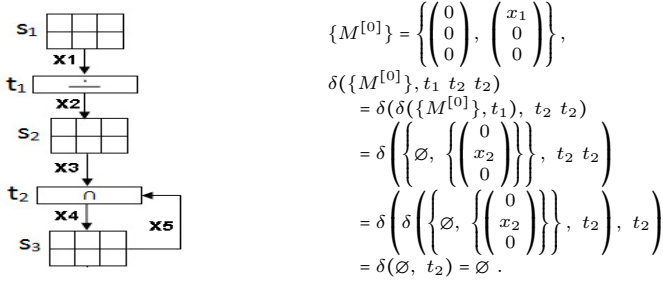 s₁
x1
t₁ ÷
x2
s₂
x3
t₂ ∩
x4 x5
s₃
{M^[0]} = { ( 0 0 0 ) , ( x₁ 0 0 ) } ,
δ({M^[0]}, t₁ t₂ t₂)
= δ(δ({M^[0]}, t₁), t₂ t₂)
= δ ( { ∅, { ( 0 x₂ 0 ) } } , t₂ t₂ )
= δ ( δ ( { ∅, { ( 0 x₂ 0 ) } } , t₂ ) , t₂ )
= δ(∅, t₂) = ∅ .